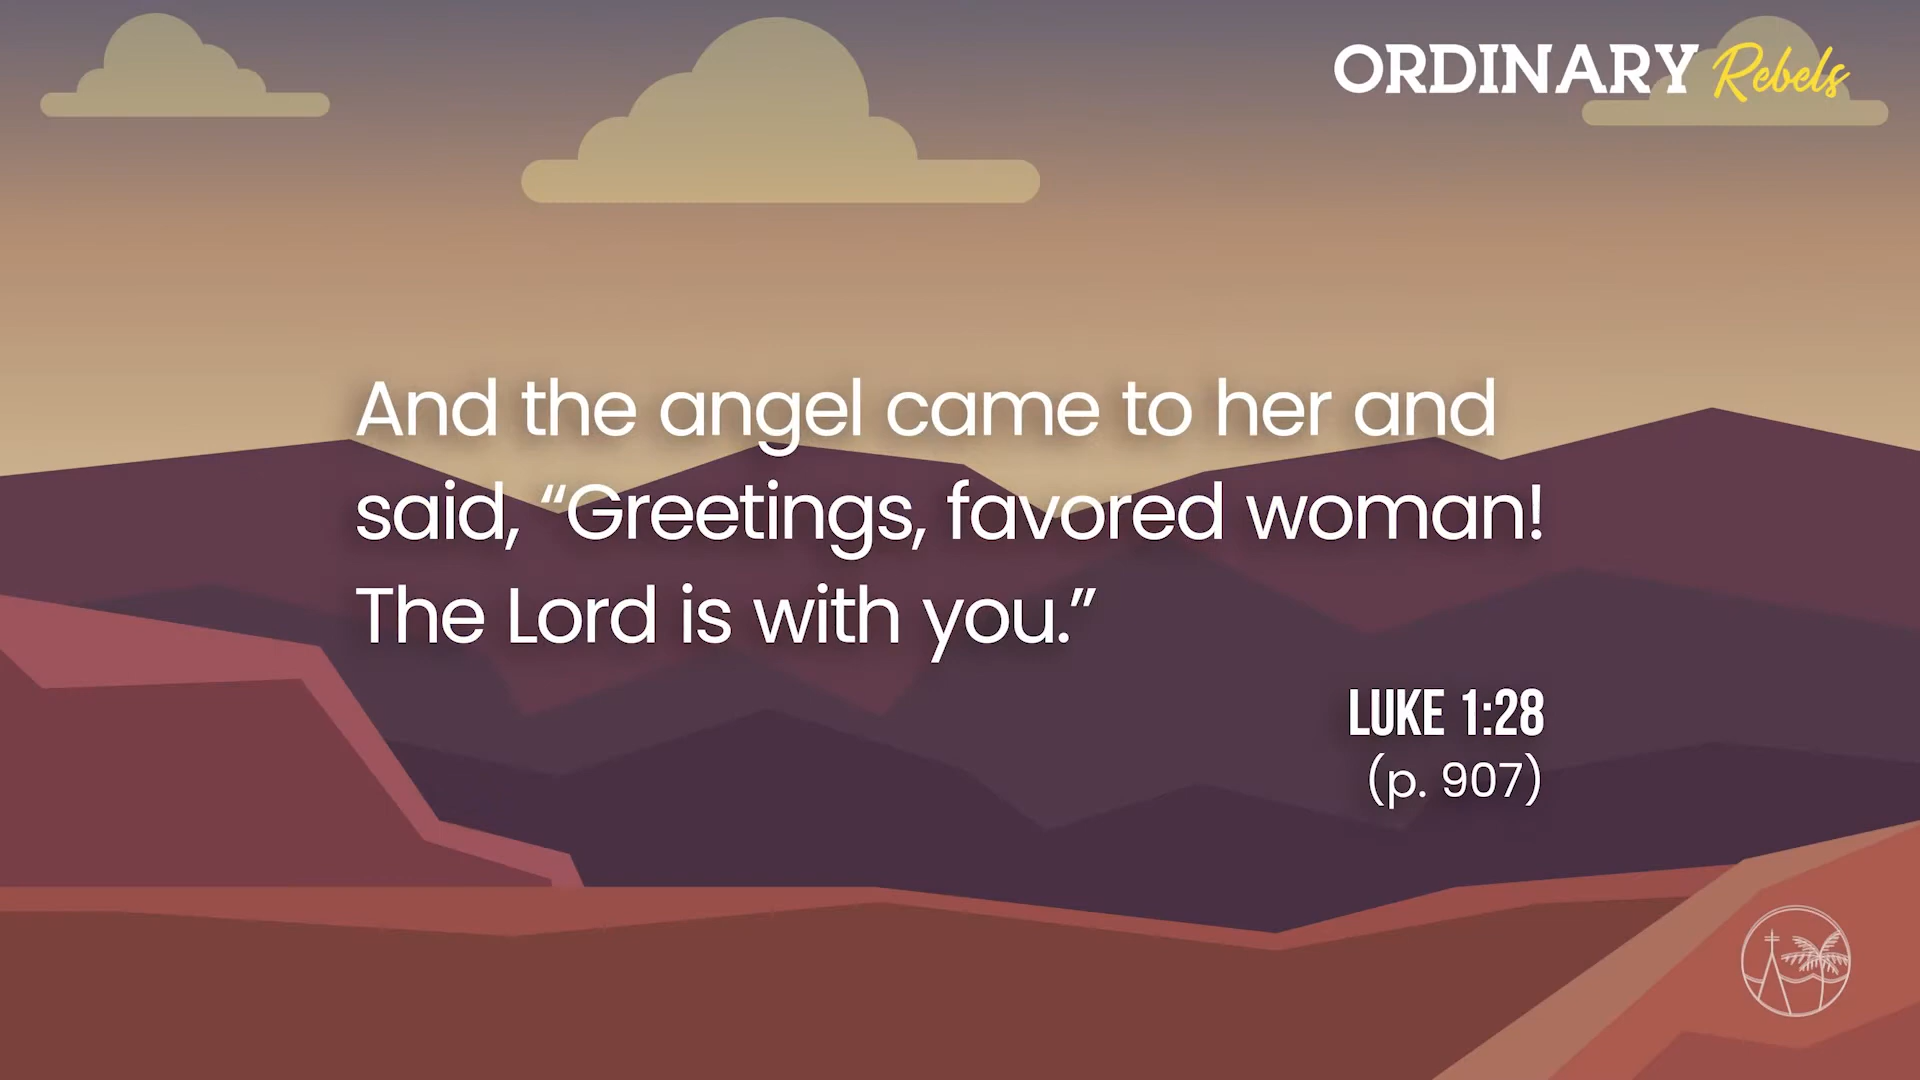 ORDINARY Rebels
And the angel came to her and
said, “Greetings, favored woman!
The Lord is with you.”
LUKE 1:28
(p. 907)